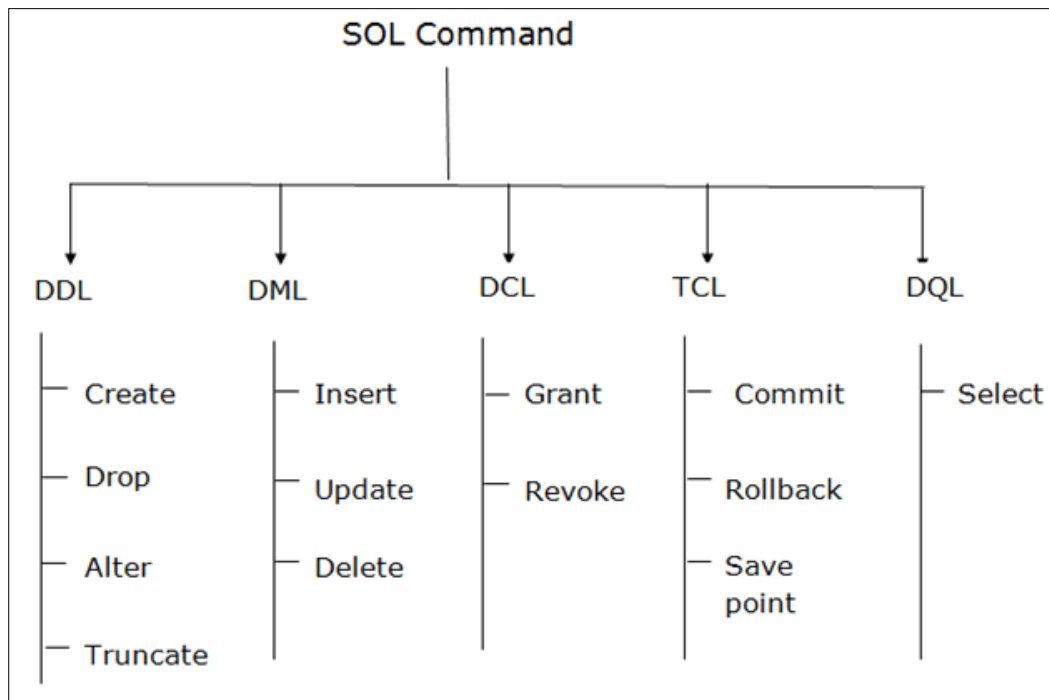 SOL Command
DDL
DML
DCL
TCL
DQL
Create
Drop
Alter
Truncate
Insert
Update
Delete
Grant
Revoke
Commit
Rollback
Save
point
Select